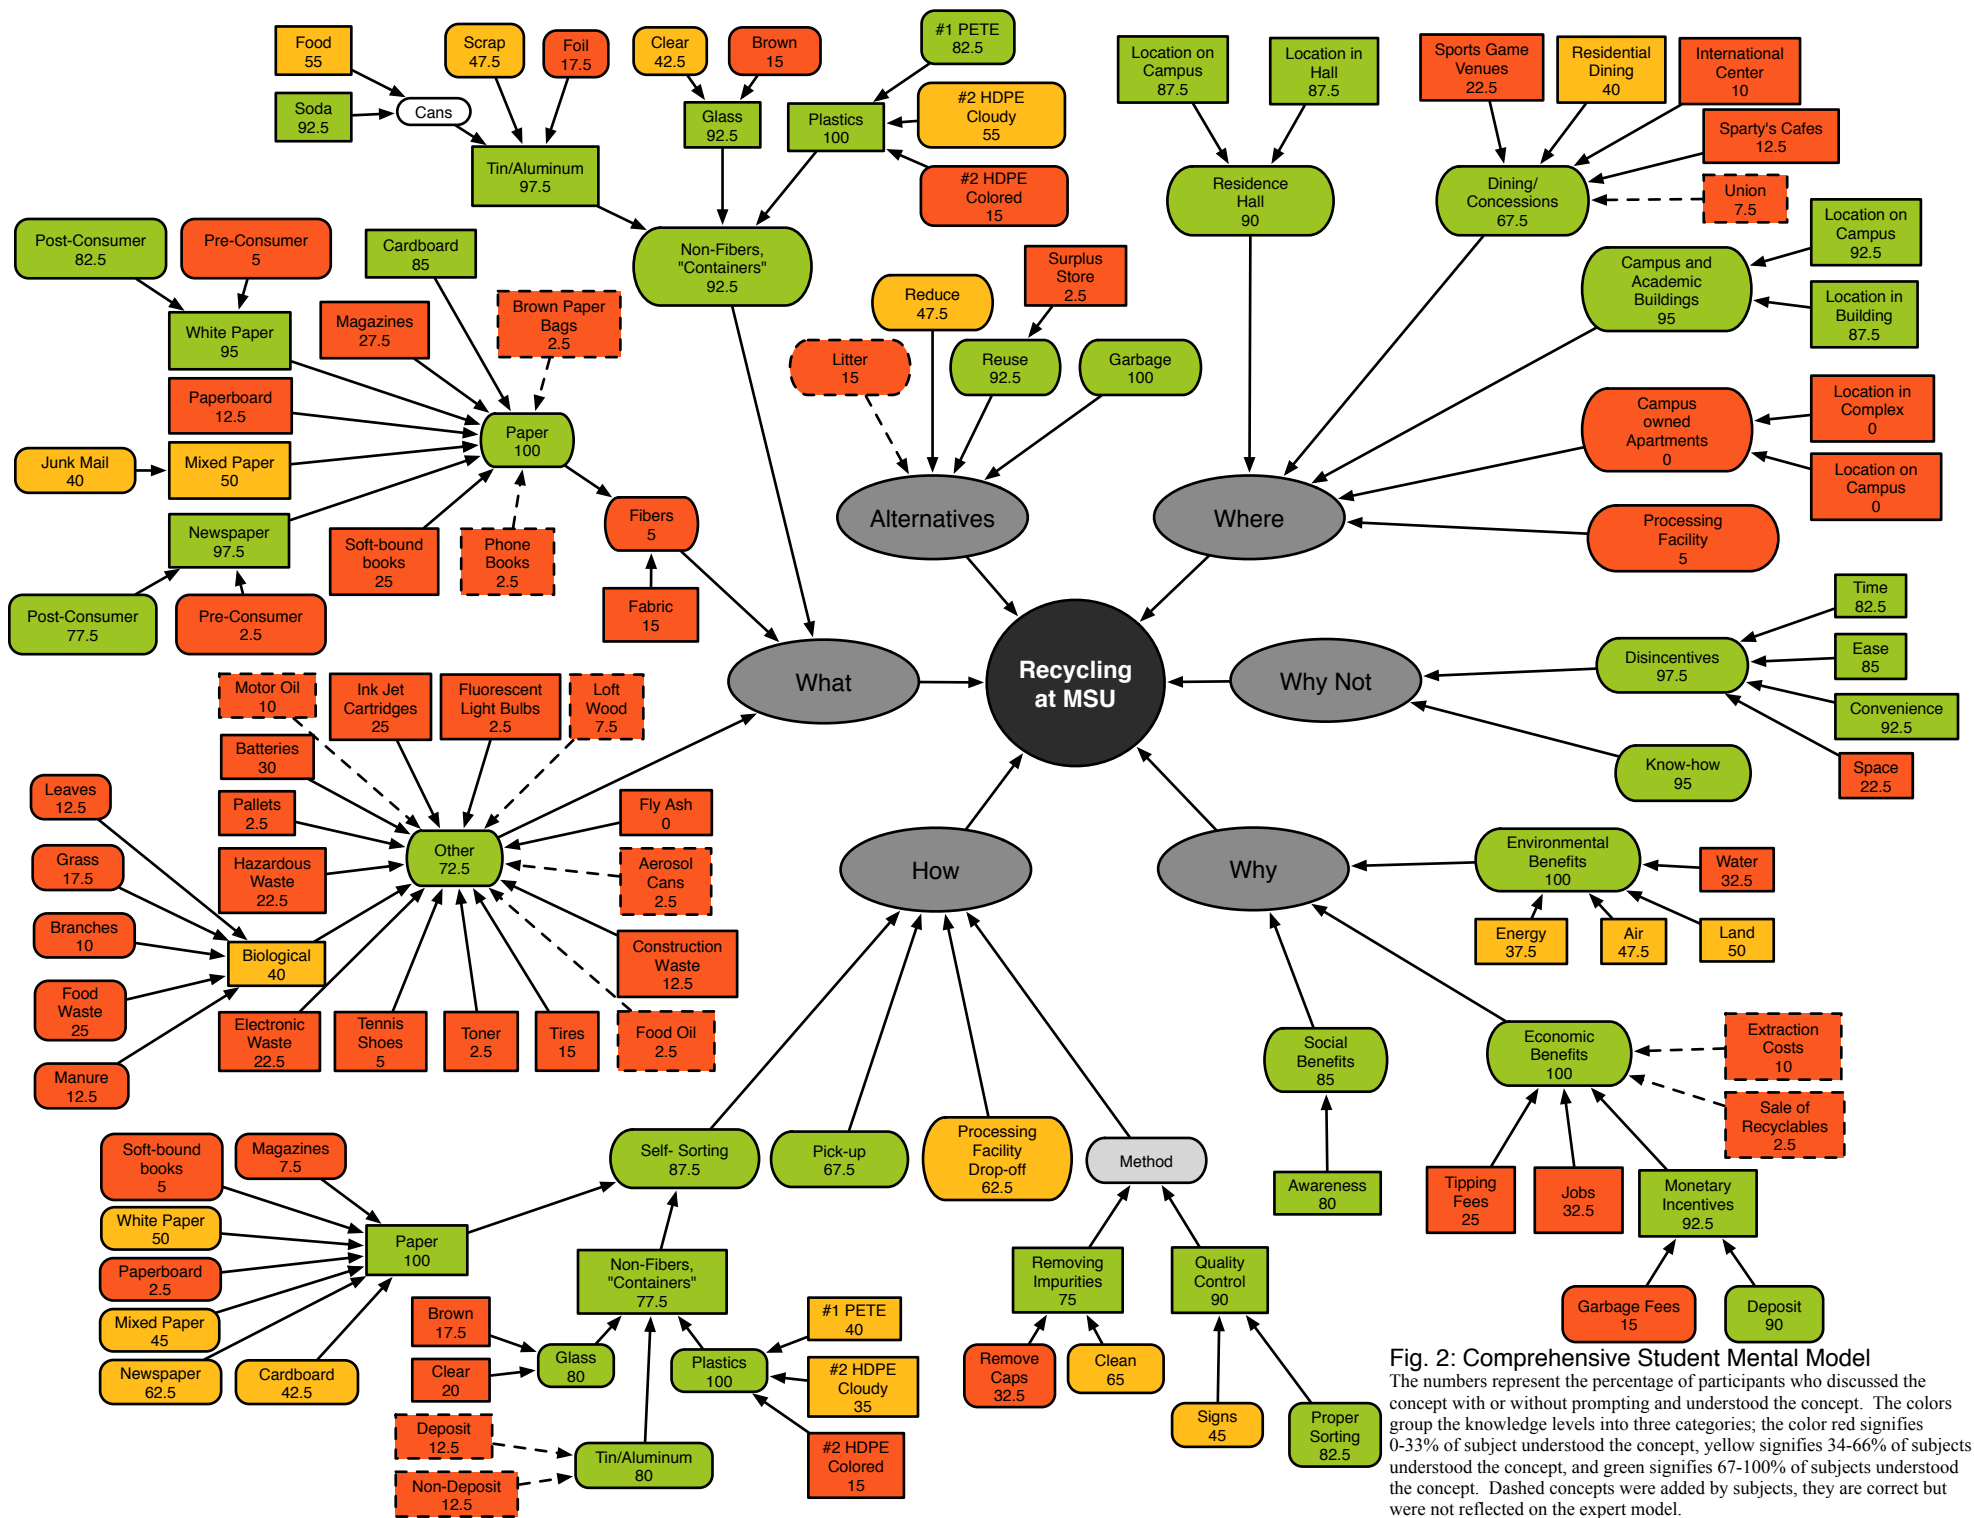 Food
55
Soda
92.5
Cans
Scrap
47.5
Foil
17.5
Tin/Aluminum
97.5
Clear
42.5
Brown
15
Glass
92.5
#1 PETE
82.5
#2 HDPE
Cloudy
55
#2 HDPE
Colored
15
Plastics
100
Non-Fibers,
"Containers"
92.5
Location on
Campus
87.5
Location in
Hall
87.5
Residence
Hall
90
Sports Game
Venues
22.5
Residential
Dining
40
International
Center
10
Sparty's Cafes
12.5
Union
7.5
Dining/
Concessions
67.5
Location on
Campus
92.5
Location in
Building
87.5
Campus and
Academic
Buildings
95
Location in
Complex
0
Location on
Campus
0
Campus
owned
Apartments
0
Processing
Facility
5
Where
Post-Consumer
82.5
Pre-Consumer
5
Cardboard
85
White Paper
95
Magazines
27.5
Brown Paper
Bags
2.5
Paperboard
12.5
Junk Mail
40
Mixed Paper
50
Paper
100
Newspaper
97.5
Post-Consumer
77.5
Pre-Consumer
2.5
Soft-bound
books
25
Phone
Books
2.5
Fibers
5
Fabric
15
Litter
15
Reduce
47.5
Surplus
Store
2.5
Reuse
92.5
Garbage
100
Alternatives
What
Recycling
at MSU
Why Not
Disincentives
97.5
Time
82.5
Ease
85
Convenience
92.5
Space
22.5
Know-how
95
Motor Oil
10
Ink Jet
Cartridges
25
Fluorescent
Light Bulbs
2.5
Loft
Wood
7.5
Batteries
30
Pallets
2.5
Hazardous
Waste
22.5
Other
72.5
Fly Ash
0
Aerosol
Cans
2.5
Construction
Waste
12.5
Food Oil
2.5
Tires
15
Toner
2.5
Tennis
Shoes
5
Electronic
Waste
22.5
Leaves
12.5
Grass
17.5
Branches
10
Food
Waste
25
Manure
12.5
Biological
40
How
Why
Environmental
Benefits
100
Water
32.5
Energy
37.5
Air
47.5
Land
50
Social
Benefits
85
Awareness
80
Economic
Benefits
100
Extraction
Costs
10
Sale of
Recyclables
2.5
Tipping
Fees
25
Jobs
32.5
Monetary
Incentives
92.5
Garbage Fees
15
Deposit
90
Self- Sorting
87.5
Pick-up
67.5
Processing
Facility
Drop-off
62.5
Method
Soft-bound
books
5
Magazines
7.5
White Paper
50
Paperboard
2.5
Mixed Paper
45
Newspaper
62.5
Cardboard
42.5
Paper
100
Non-Fibers,
"Containers"
77.5
Brown
17.5
Clear
20
Glass
80
Plastics
100
#1 PETE
40
#2 HDPE
Cloudy
35
#2 HDPE
Colored
15
Deposit
12.5
Non-Deposit
12.5
Tin/Aluminum
80
Removing
Impurities
75
Quality
Control
90
Remove
Caps
32.5
Clean
65
Signs
45
Proper
Sorting
82.5
Fig. 2: Comprehensive Student Mental Model
The numbers represent the percentage of participants who discussed the
concept with or without prompting and understood the concept. The colors
group the knowledge levels into three categories; the color red signifies
0-33% of subject understood the concept, yellow signifies 34-66% of subjects
understood the concept, and green signifies 67-100% of subjects understood
the concept. Dashed concepts were added by subjects, they are correct but
were not reflected on the expert model.